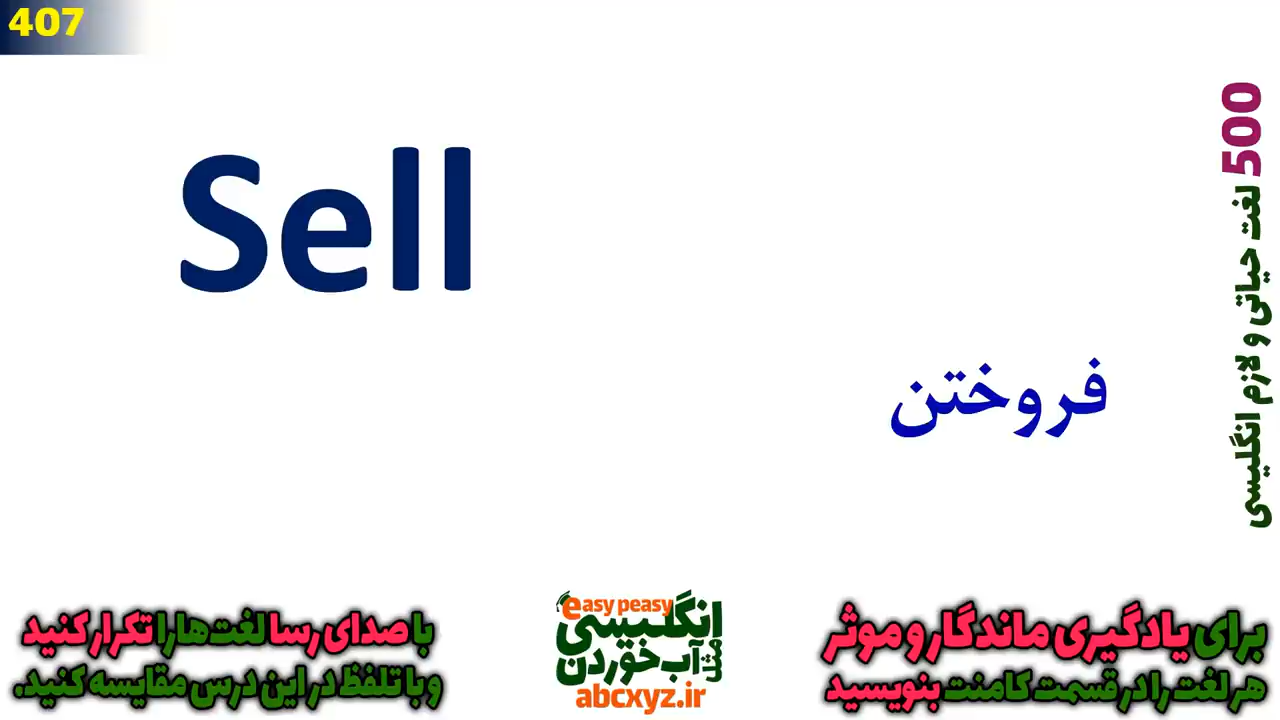 407
Sell
فروختن
500 لغت حیاتی و لازم انگلیسی
برای یادگیری ماندگار و موثر
هر لغت را در قسمت کامنت بنویسید
easy peasy
انگلیسی
مثل آب خوردن
abcxyz.ir
با صدای رسا لغت‌ها را تکرار کنید
و با تلفظ در این درس مقایسه کنید.